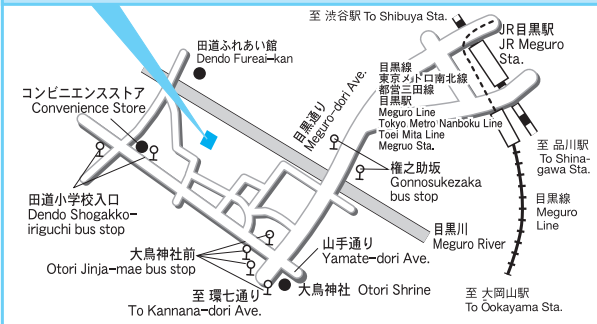 至 渋谷駅 To Shibuya Sta.
JR目黒駅
JR Meguro
Sta.
田道ふれあい館
Dendo Fureai-kan
目黒通り
Meguro-dori Ave.
目黒線
東京メトロ南北線
都営三田線
目黒駅
Meguro Line
Tokyo Metro Nanboku Line
Toei Mita Line
Megruo Sta.
コンビニエンスストア
Convenience Store
至 品川駅
To Shina-
gawa Sta.
権之助坂
Gonnosukezaka
bus stop
田道小学校入口
Dendo Shogakko-
iriguchi bus stop
目黒線
Meguro
Line
目黒川
Meguro River
山手通り
Yamate-dori Ave.
大鳥神社前
Otori Jinja-mae bus stop
至 環七通り
To Kannana-dori Ave.
大鳥神社 Otori Shrine
至 大岡山駅
To Ōokayama Sta.